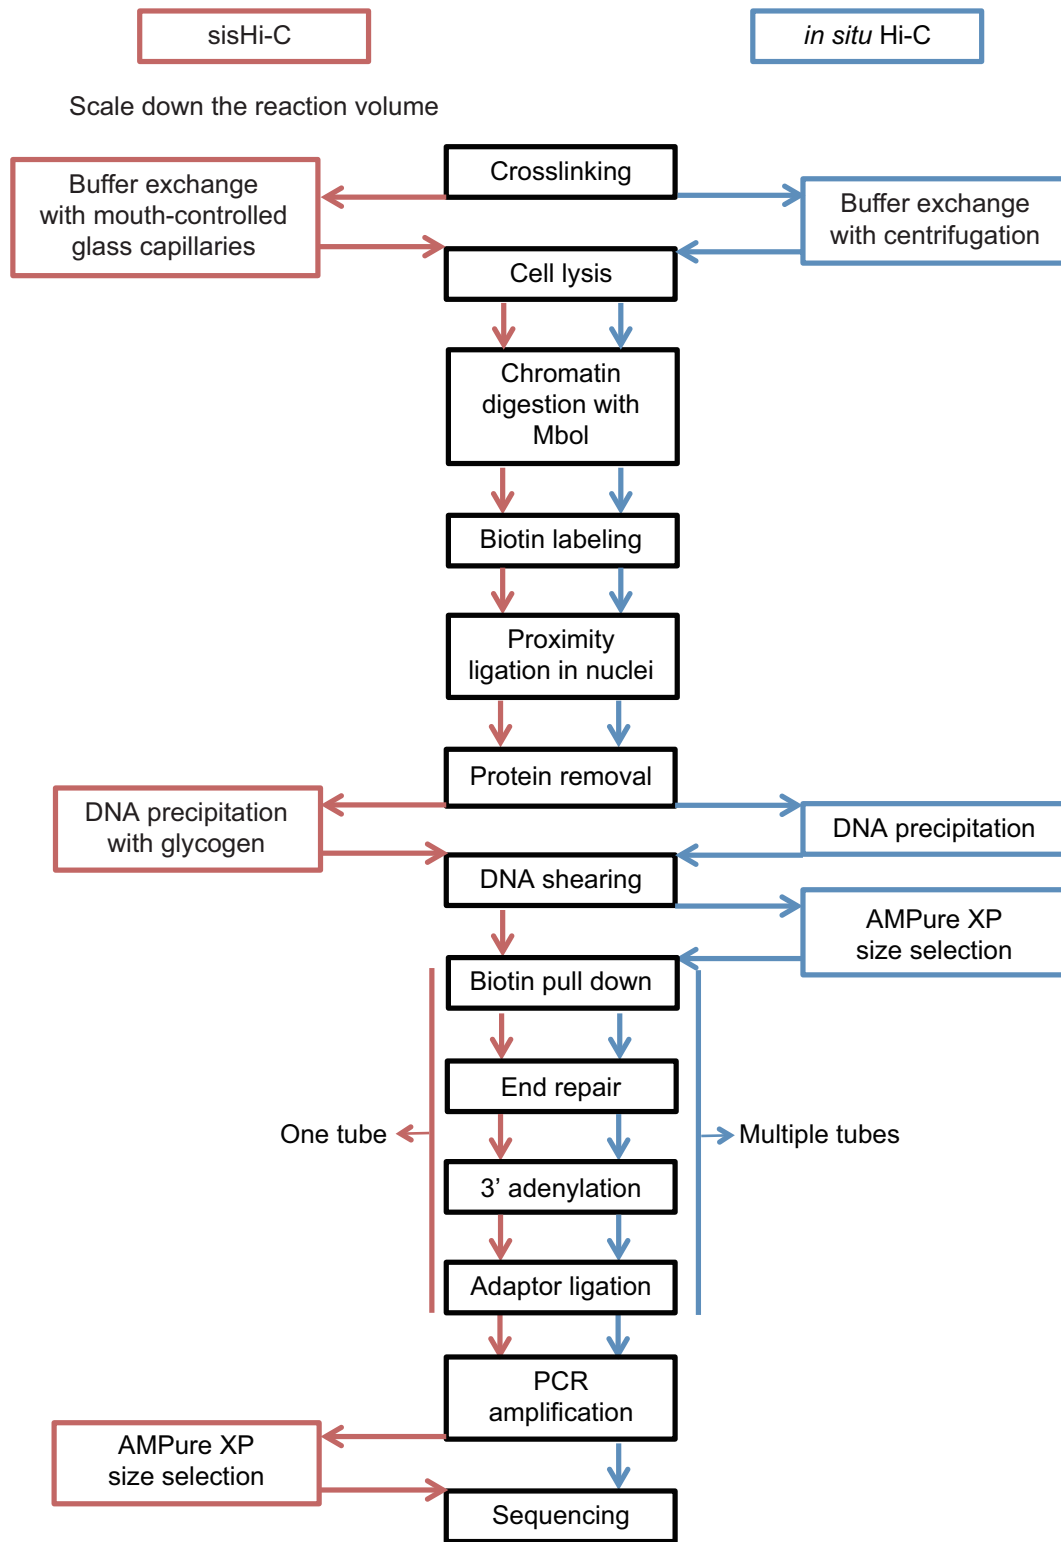 sisHi-C
in situ Hi-C
Scale down the reaction volume
Crosslinking
Buffer exchange
with mouth-controlled
glass capillaries
Buffer exchange
with centrifugation
Cell lysis
Chromatin
digestion with
MboI
Biotin labeling
Proximity
ligation in nuclei
Protein removal
DNA precipitation
with glycogen
DNA precipitation
DNA shearing
AMPure XP
size selection
Biotin pull down
End repair
One tube
Multiple tubes
3’ adenylation
Adaptor ligation
PCR
amplification
AMPure XP
size selection
Sequencing